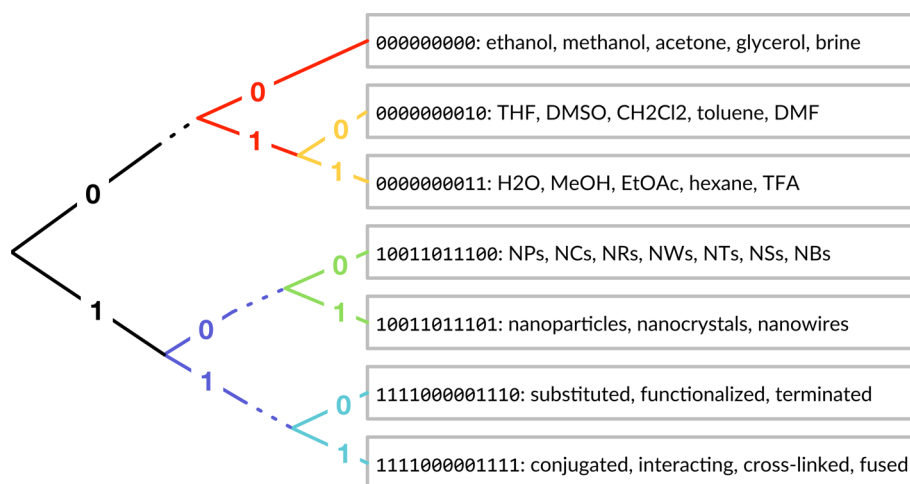 000000000: ethanol, methanol, acetone, glycerol, brine
0
0000000010: THF, DMSO, CH2Cl2, toluene, DMF
0
1
1
0000000011: H2O, MeOH, EtOAc, hexane, TFA
0
10011011100: NPs, NCs, NRs, NWs, NTs, NSs, NBs
0
1
1
10011011101: nanoparticles, nanocrystals, nanowires
0
1
1111000001110: substituted, functionalized, terminated
0
1
1111000001111: conjugated, interacting, cross-linked, fused